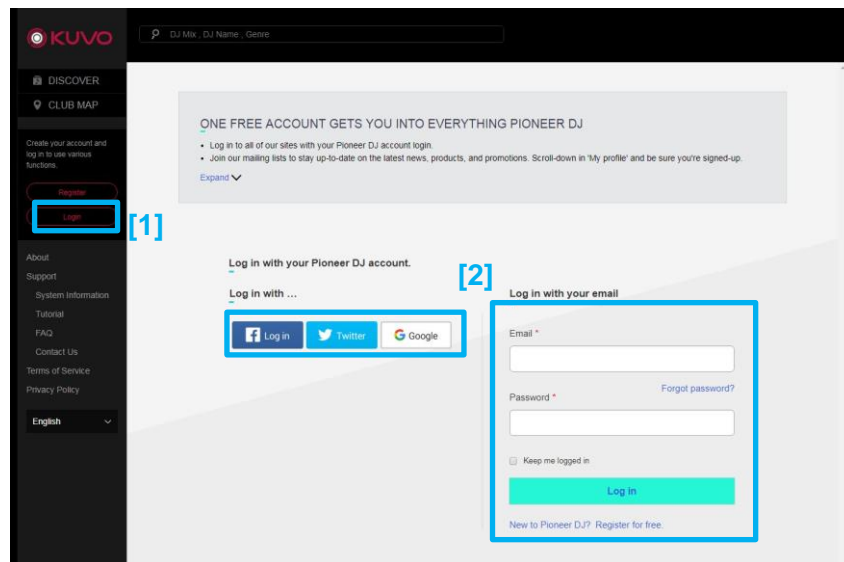 KUVO
DJ Mix , DJ Name , Genre
DISCOVER
CLUB MAP
Create your account and
log in to use various
functions.
Register
Login
[1]
About
Support
System Information
Tutorial
FAQ
Contact Us
Terms of Service
Privacy Policy
English
ONE FREE ACCOUNT GETS YOU INTO EVERYTHING PIONEER DJ
• Log in to all of our sites with your Pioneer DJ account login.
• Join our mailing lists to stay up-to-date on the latest news, products, and promotions. Scroll-down in 'My profile' and be sure you're signed-up.
Expand
Log in with your Pioneer DJ account.
Log in with ...
Log in
Twitter
Google
[2]
Log in with your email
Email *
Password *
Forgot password?
Keep me logged in
Log in
New to Pioneer DJ? Register for free.